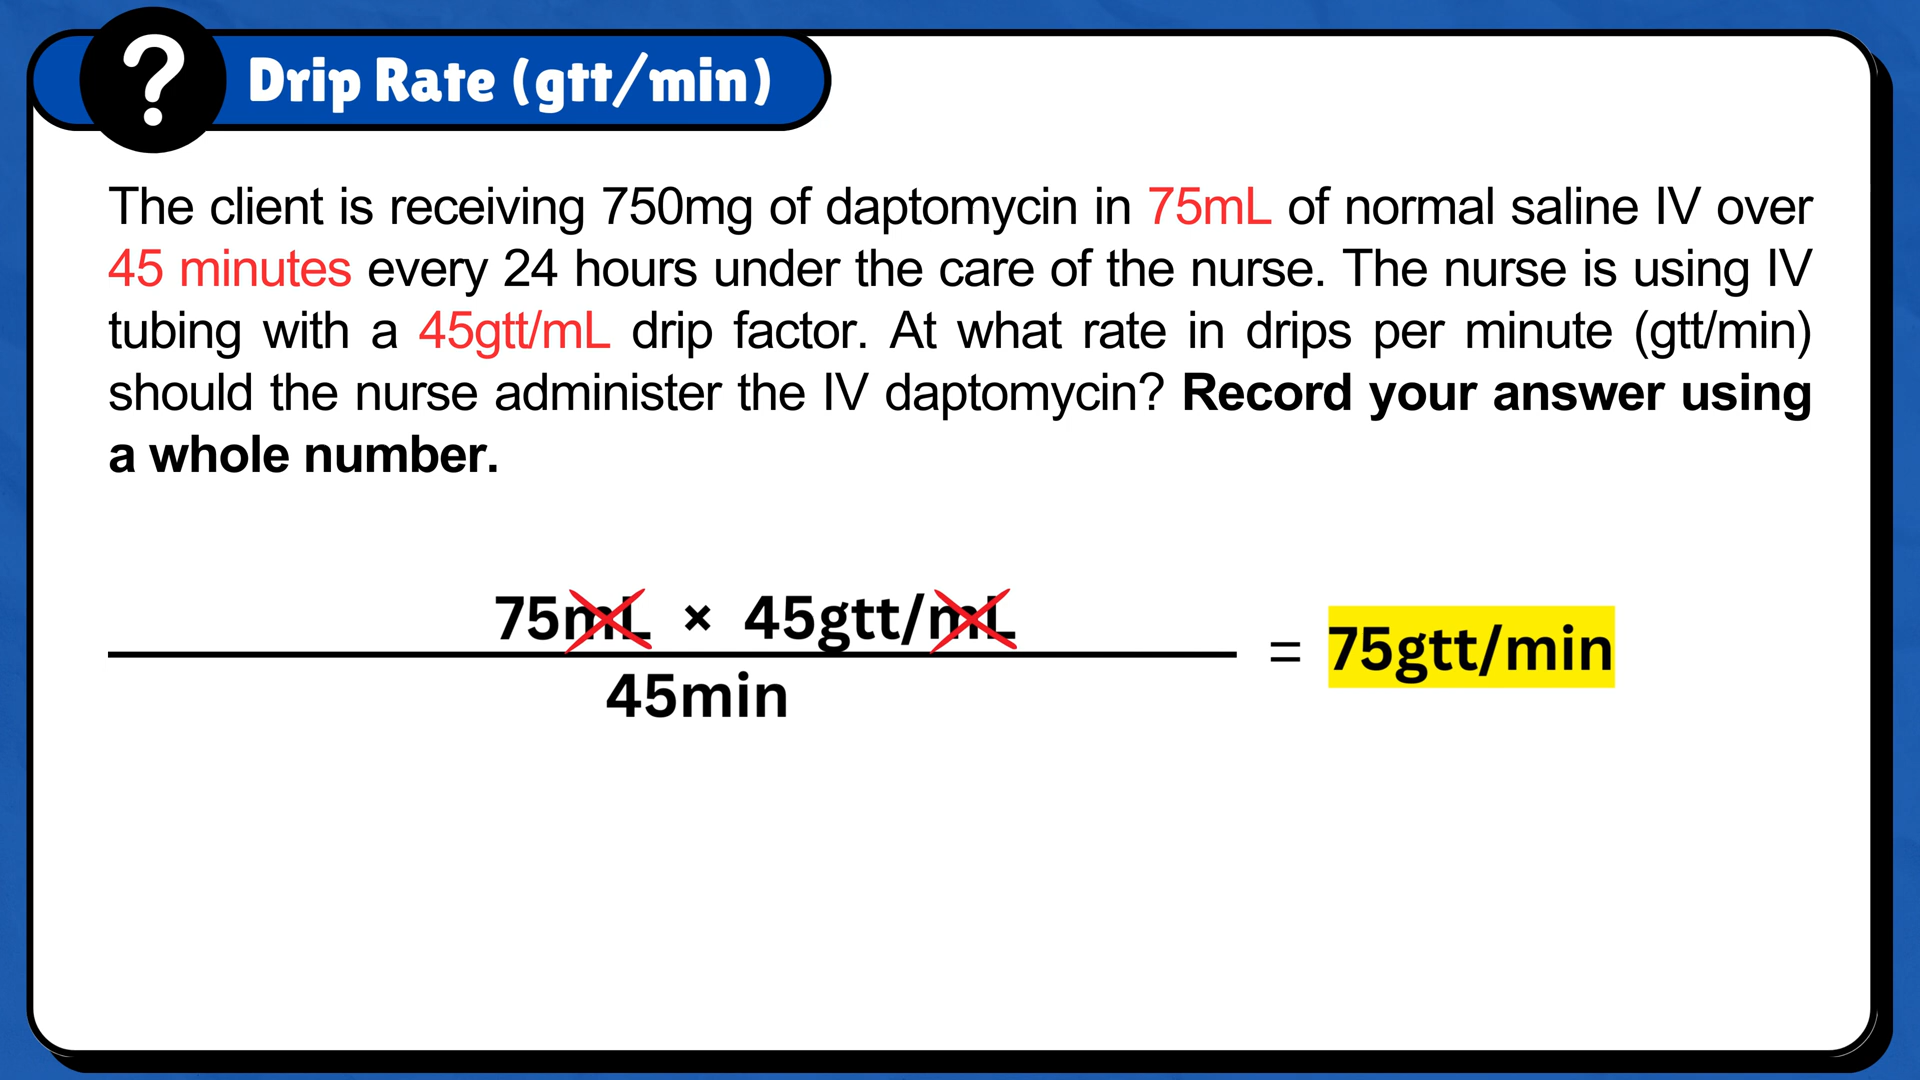 ?
Drip Rate (gtt/min)
The client is receiving 750mg of daptomycin in 75mL of normal saline IV over
45 minutes every 24 hours under the care of the nurse. The nurse is using IV
tubing with a 45gtt/mL drip factor. At what rate in drips per minute (gtt/min)
should the nurse administer the IV daptomycin? Record your answer using
a whole number.
75mL × 45gtt/mL
45min
= 75gtt/min